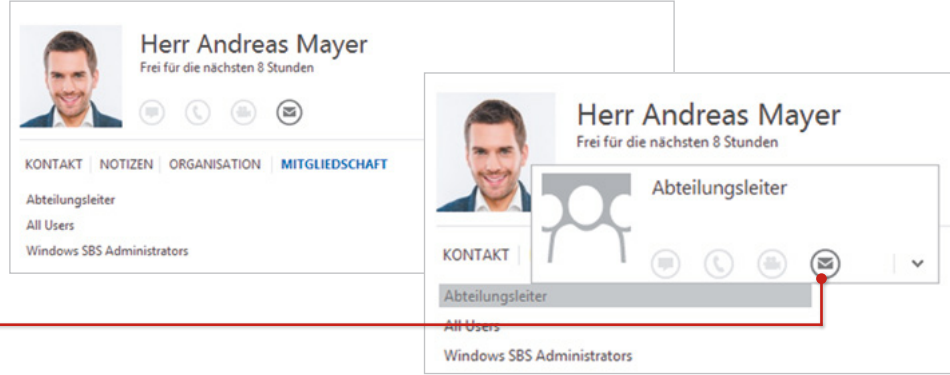 Herr Andreas Mayer
Frei für die nächsten 8 Stunden
KONTAKT NOTIZEN ORGANISATION MITGLIEDSCHAFT
Abteilungsleiter
All Users
Windows SBS Administrators
Herr Andreas Mayer
Frei für die nächsten 8 Stunden
Abteilungsleiter
KONTAKT
Abteilungsleiter
All Users
Windows SBS Administrators